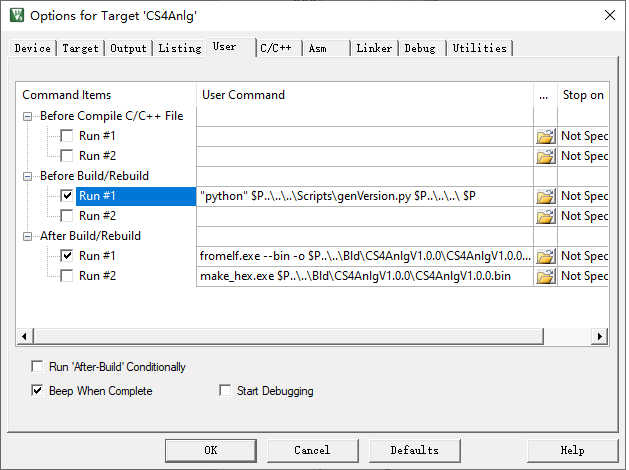 Options for Target 'CS4Anlg'
Device Target Output Listing User C/C++ Asm Linker Debug Utilities
Command Items User Command ... Stop on
Before Compile C/C++ File
Run #1 Not Spec
Run #2 Not Spec
Before Build/Rebuild
Run #1 "python" $P..\..\..\Scripts\genVersion.py $P..\..\..\ $P Not Spec
Run #2 Not Spec
After Build/Rebuild
Run #1 fromelf.exe --bin -o $P..\..\Bld\CS4AnlgV1.0.0\CS4AnlgV1.0.0... Not Spec
Run #2 make_hex.exe $P..\..\Bld\CS4AnlgV1.0.0\CS4AnlgV1.0.0.bin Not Spec
Run 'After-Build' Conditionally
Beep When Complete Start Debugging
OK Cancel Defaults Help